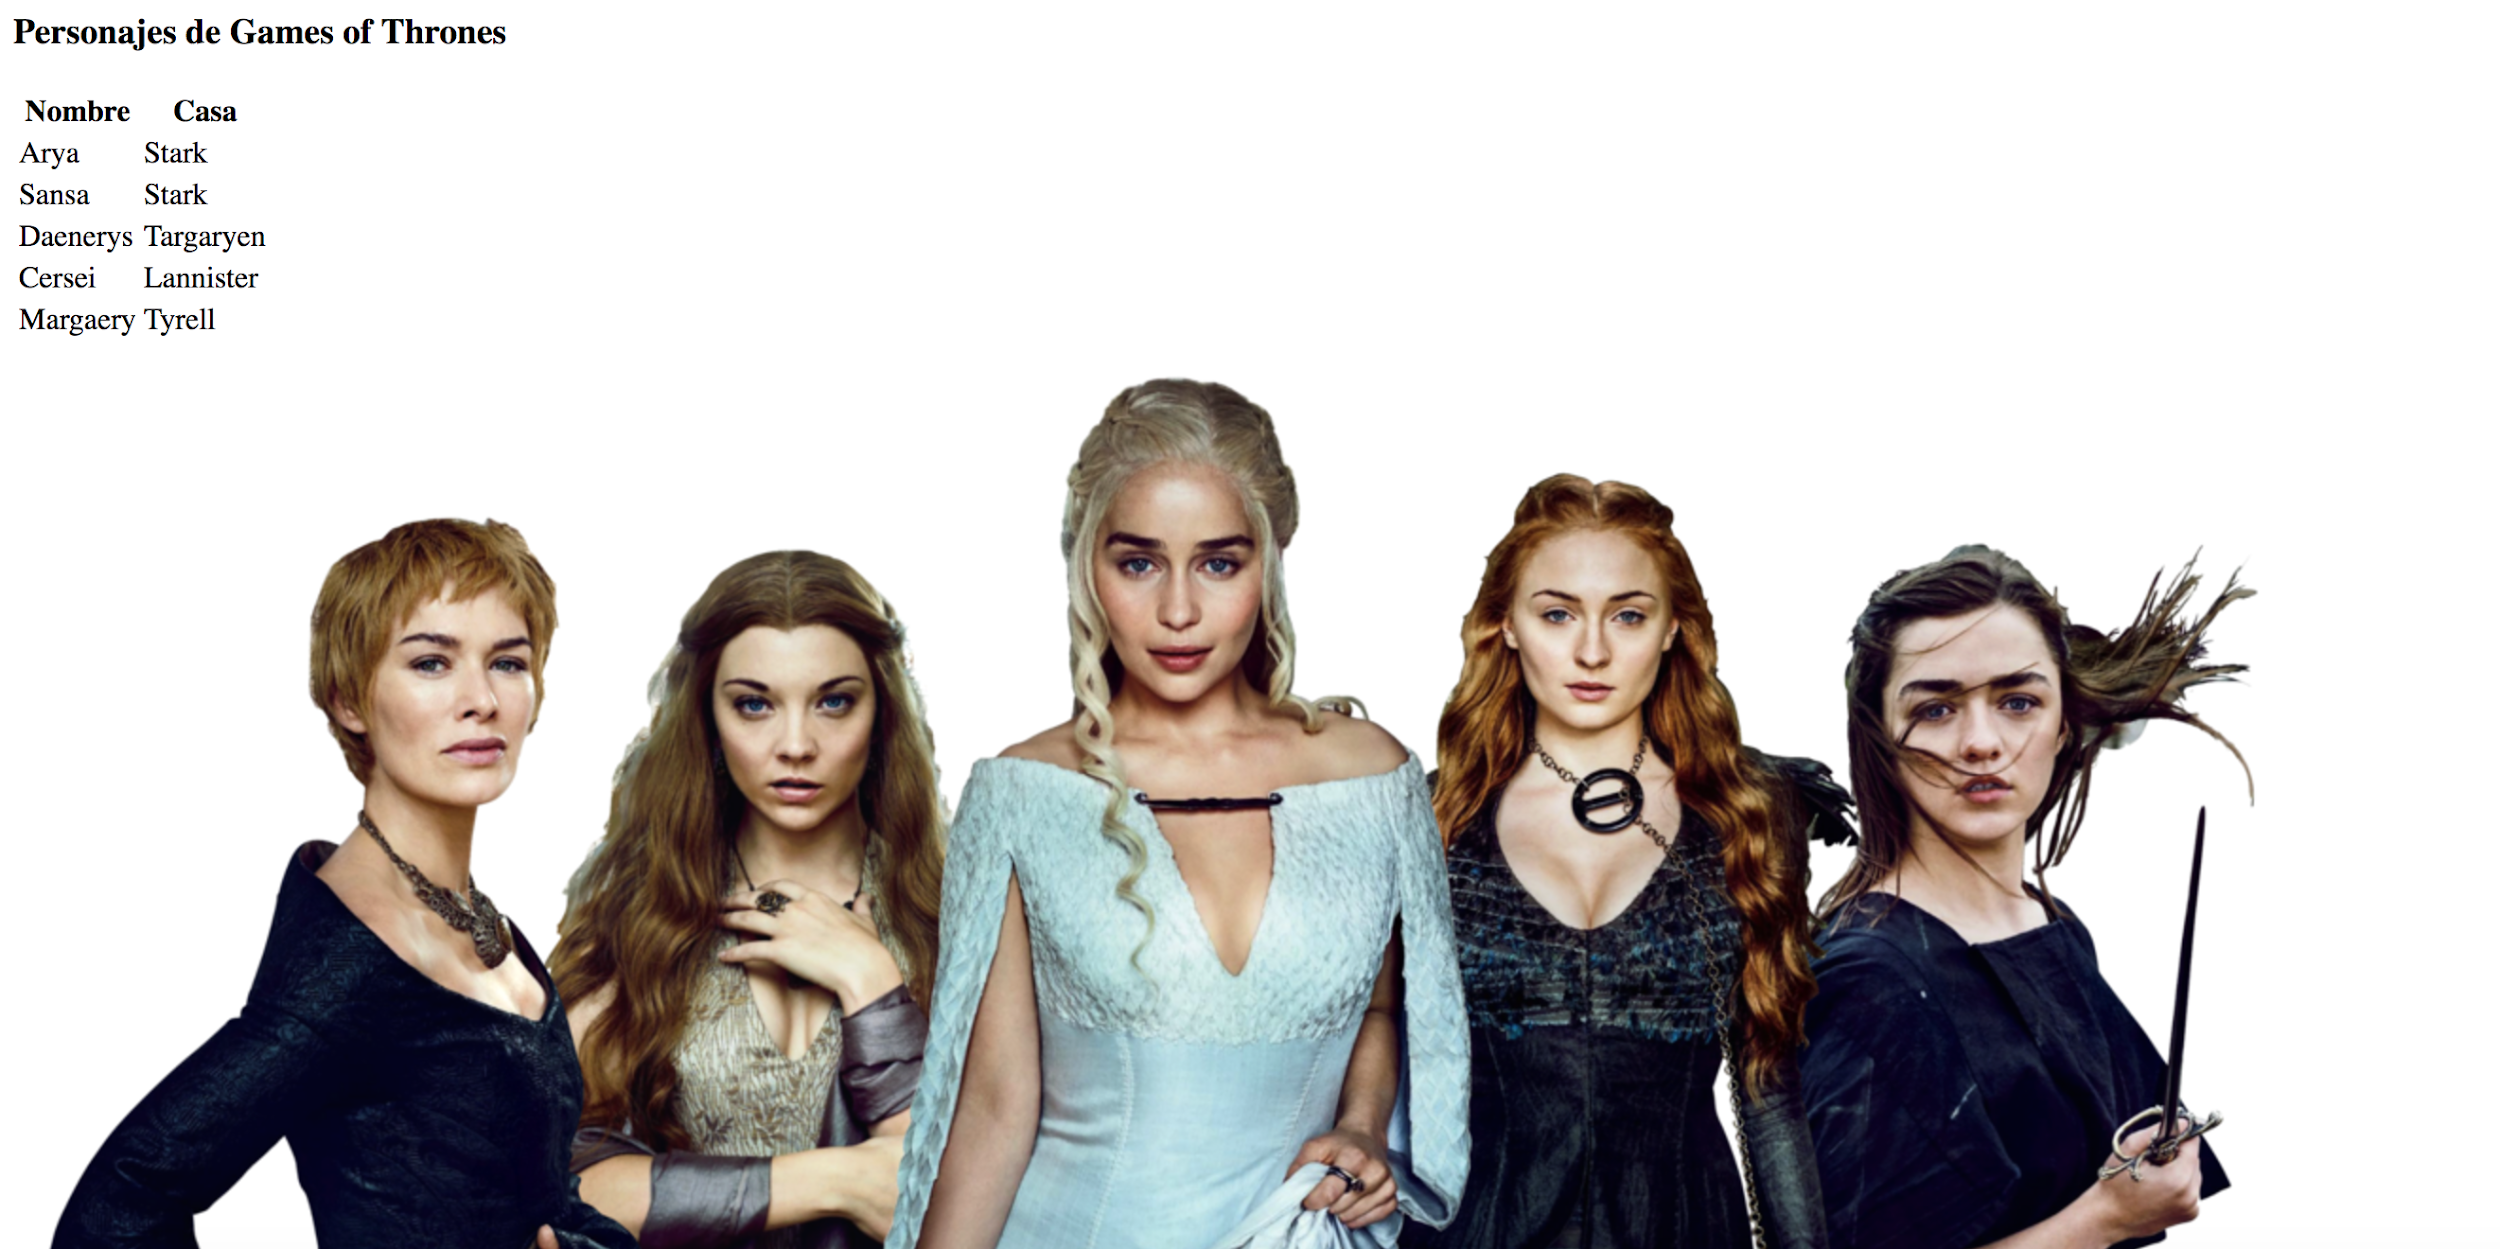 Personajes de Games of Thrones
Nombre Casa
Arya Stark
Sansa Stark
Daenerys Targaryen
Cersei Lannister
Margaery Tyrell